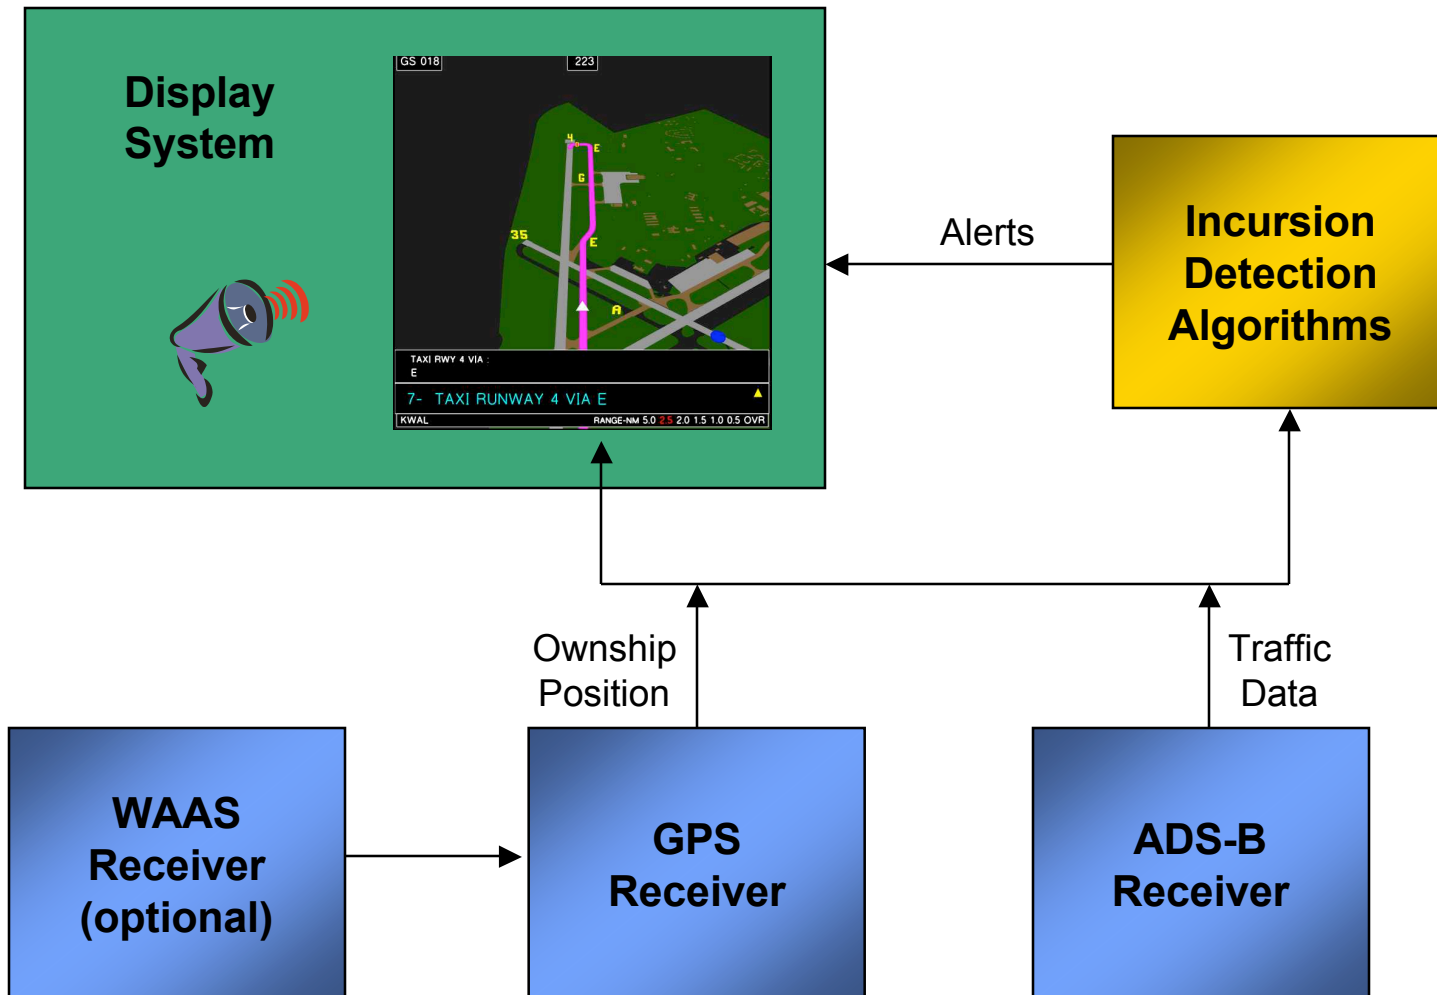 GS 018
223
Display
System
4
E
G
35
E
A
TAXI RWY 4 VIA :
E
7- TAXI RUNWAY 4 VIA E
KWAL
RANGE-NM 5.0 2.5 2.0 1.5 1.0 0.5 OVR
Alerts
Incursion
Detection
Algorithms
Ownship
Position
Traffic
Data
WAAS
Receiver
(optional)
GPS
Receiver
ADS-B
Receiver